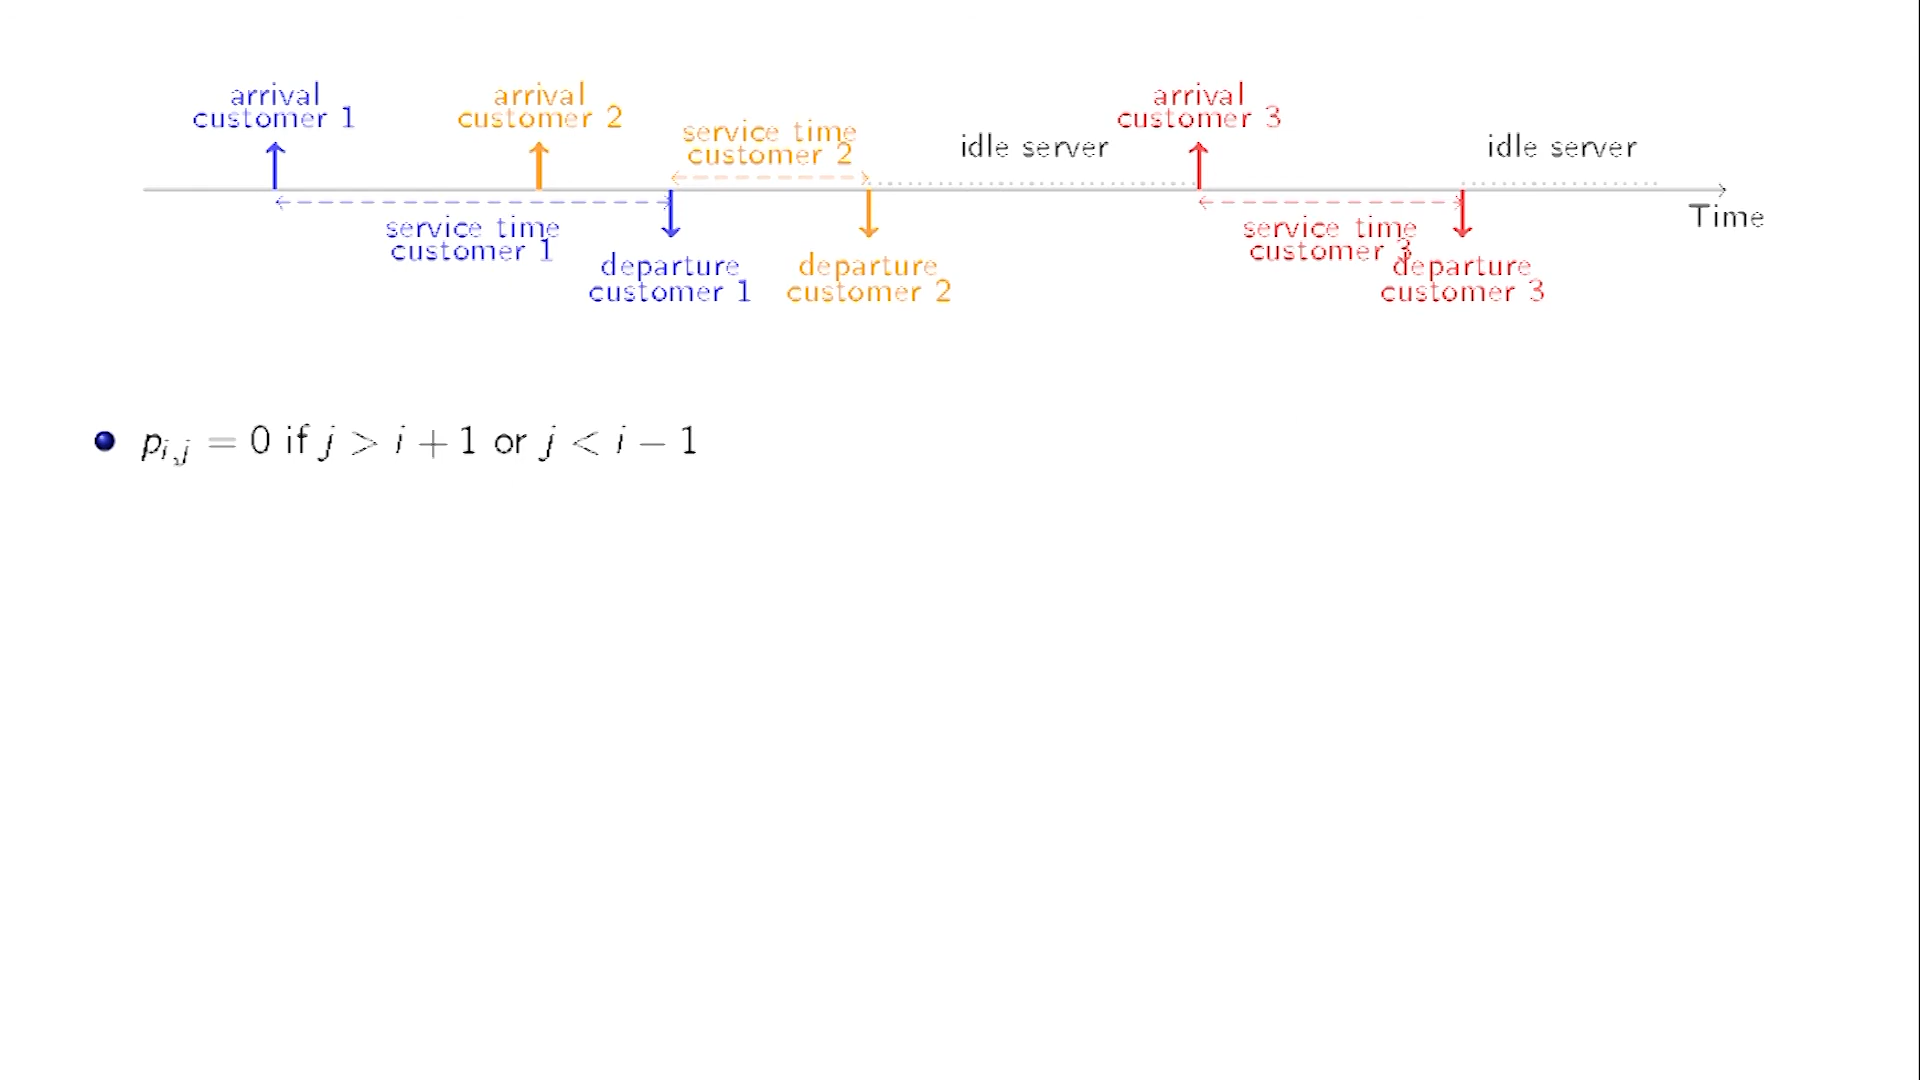 arrival
customer 1
arrival
customer 2
service time
customer 2
idle server
arrival
customer 3
idle server
Time
service time
customer 1
departure
customer 1
departure
customer 2
service time
customer 3
departure
customer 3
p_{i,j} = 0 if j > i + 1 or j < i − 1